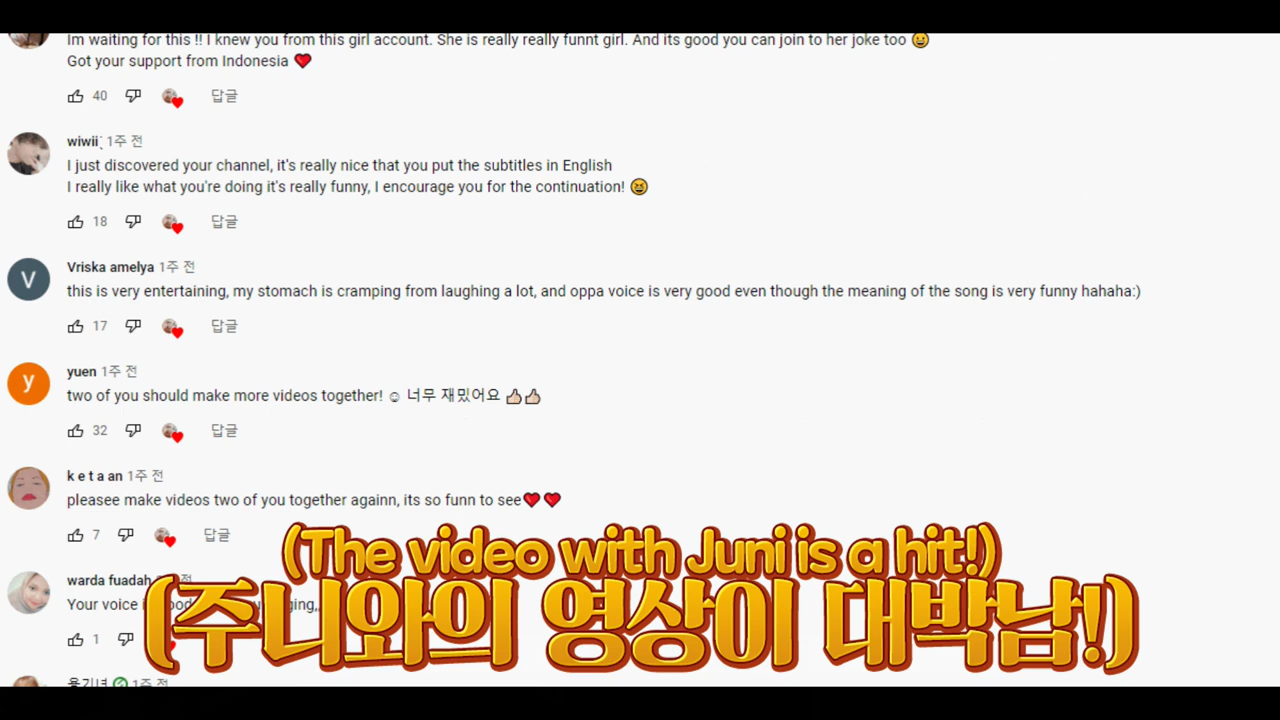 Im waiting for this !! I knew you from this girl account. She is really really funnt girl. And its good you can join to her joke too 😆
Got your support from Indonesia ❤️
40 답글
wiwii 1주 전
I just discovered your channel, it's really nice that you put the subtitles in English
I really like what you're doing it's really funny, I encourage you for the continuation! 😆
18 답글
V
Vriska amelya 1주 전
this is very entertaining, my stomach is cramping from laughing a lot, and oppa voice is very good even though the meaning of the song is very funny hahaha:)
17 답글
y
yuen 1주 전
two of you should make more videos together! ☺ 너무 재밌어요 👍🏻👍🏻
32 답글
k e t a an 1주 전
pleasee make videos two of you together againn, its so funn to see❤️❤️
7 답글
(The video with Juni is a hit!)
warda fuadah
Your voice
1
(주니와의 영상이 대박남!)
1주 전